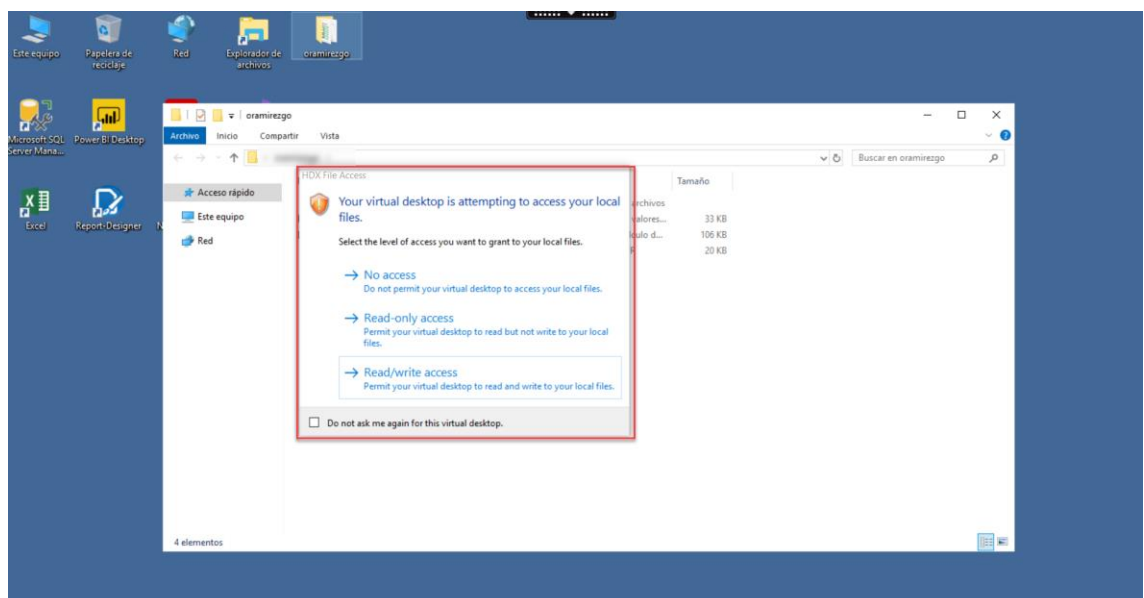 Este equipo
Papelera de
reciclaje
Red
Explorador de
archivos
oramirezgo
Microsoft SQL
Server Mana...
Power BI Desktop
Excel
Report-Designer
oramirezgo
Archivo Inicio Compartir Vista
Buscar en oramirezgo
Acceso rápido
Este equipo
Red
Tamaño
archivos
valores... 33 KB
culo d... 106 KB
R 20 KB
HDX File Access
Your virtual desktop is attempting to access your local
files.
Select the level of access you want to grant to your local files.
No access
Do not permit your virtual desktop to access your local files.
Read-only access
Permit your virtual desktop to read but not write to your local
files.
Read/write access
Permit your virtual desktop to read and write to your local files.
Do not ask me again for this virtual desktop.
4 elementos